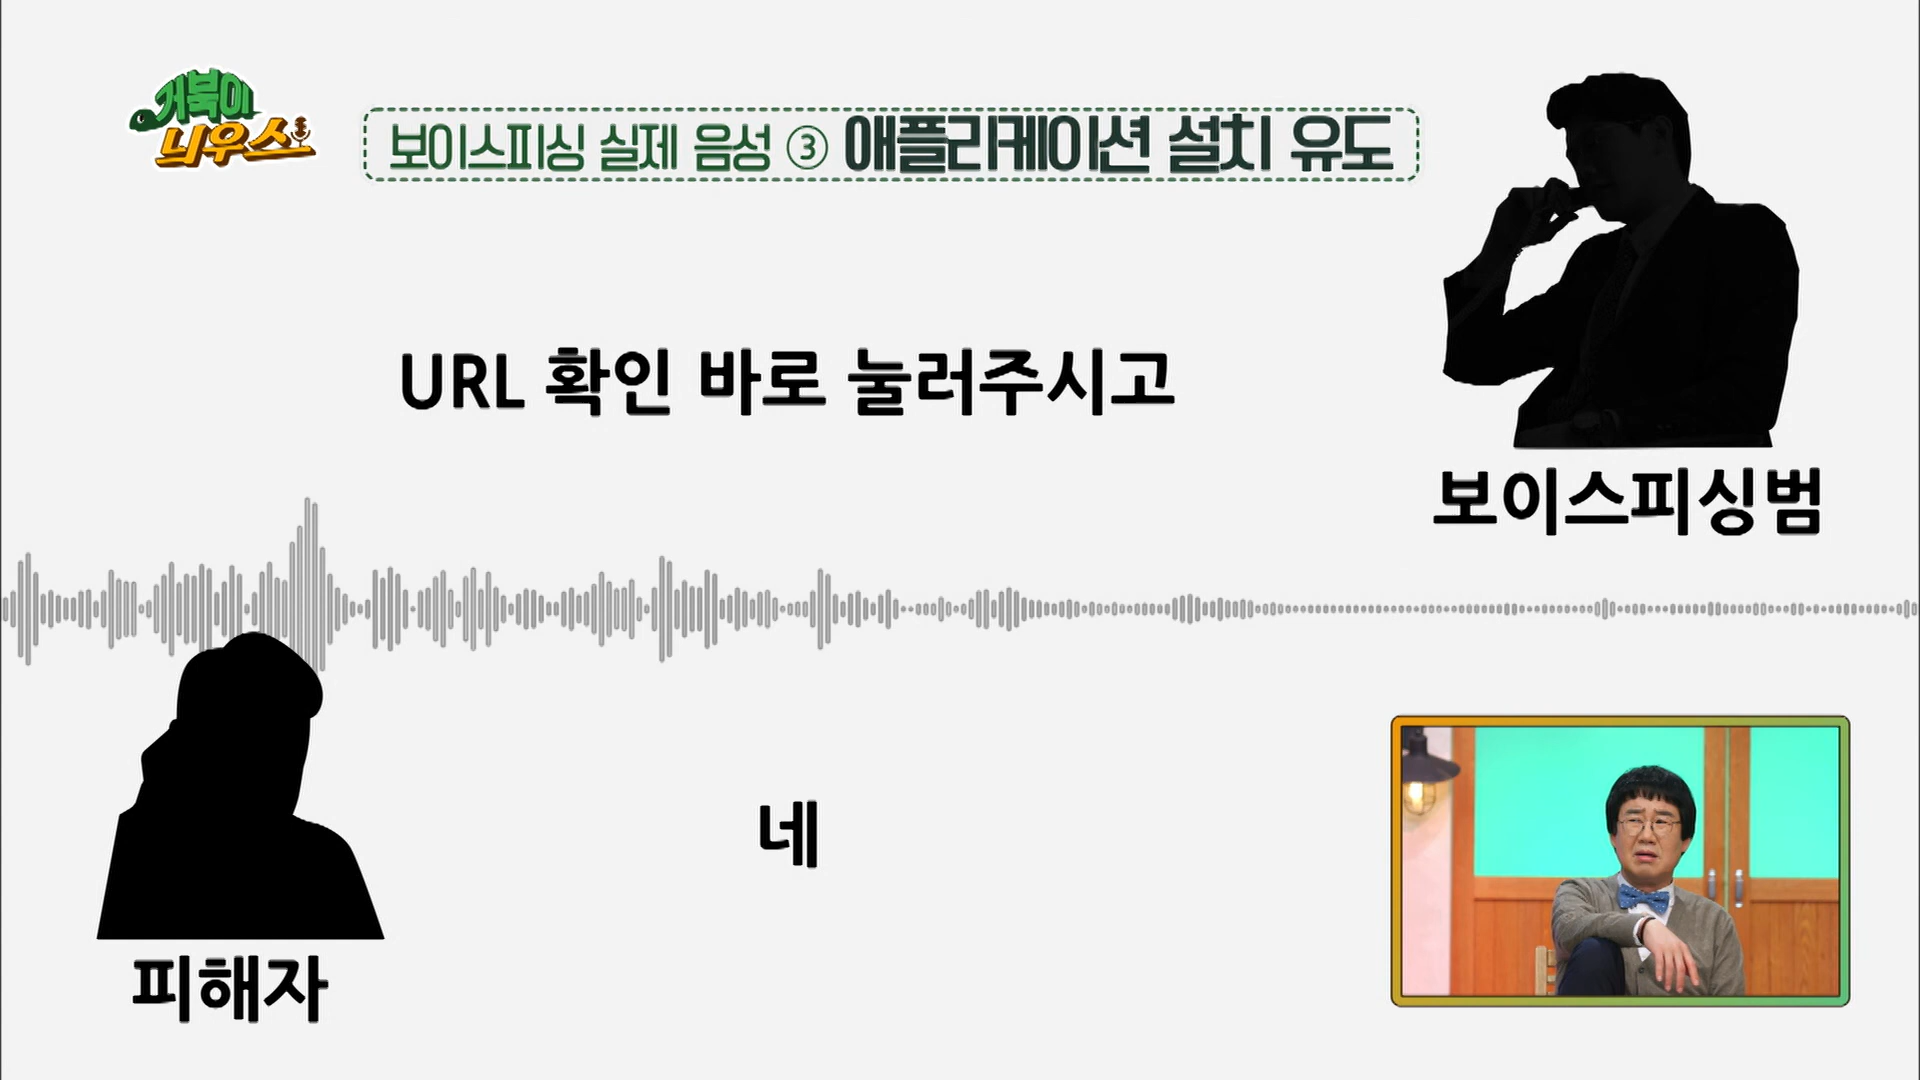 거북이
늬우스
보이스피싱 실제 음성 ③ 애플리케이션 설치 유도
URL 확인 바로 눌러주시고
보이스피싱범
네
피해자